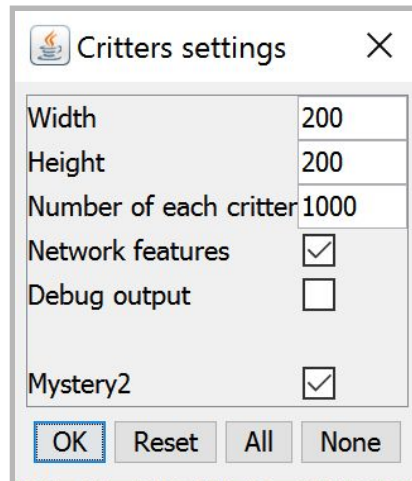 Critters settings
Width 200
Height 200
Number of each critter 1000
Network features
Debug output
Mystery2
OK Reset All None